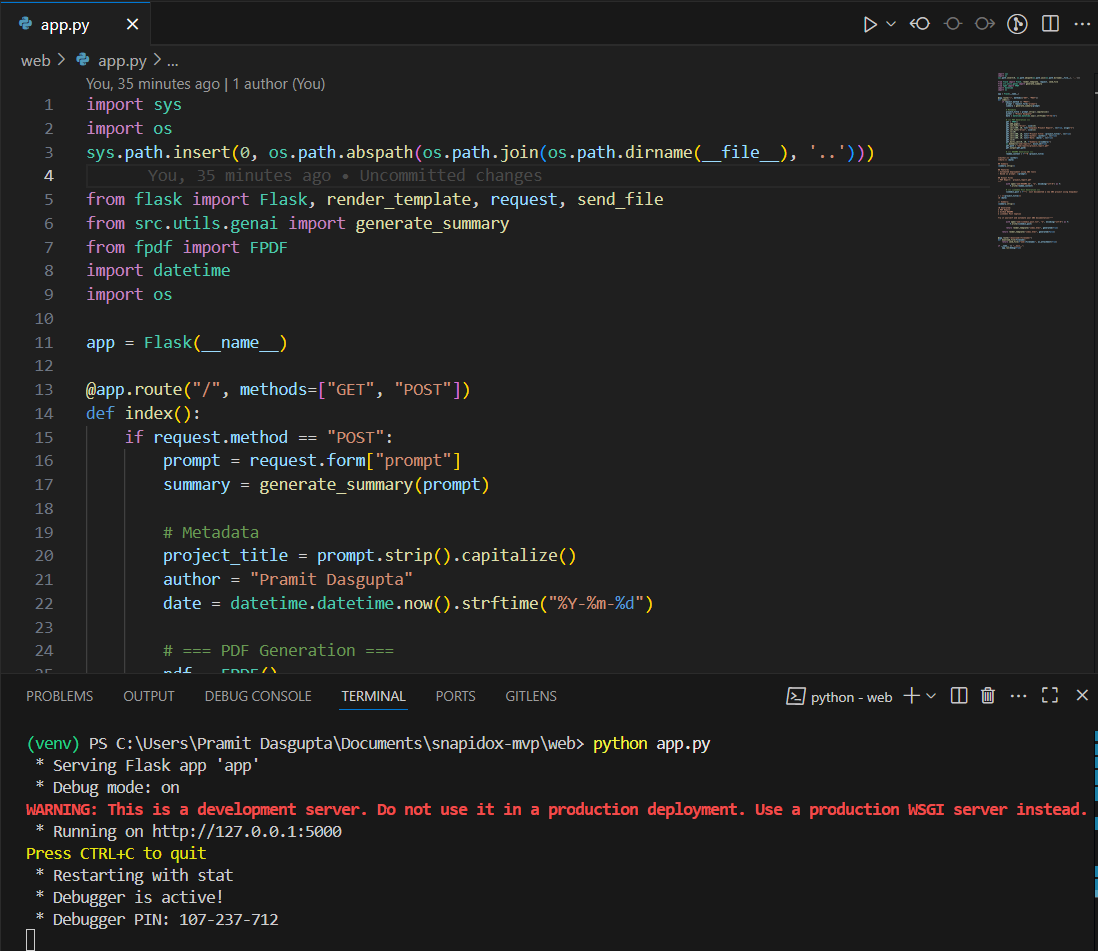 app.py
web > app.py > ...
You, 35 minutes ago | 1 author (You)
1 import sys
2 import os
3 sys.path.insert(0, os.path.abspath(os.path.join(os.path.dirname(__file__), '..')))
4 You, 35 minutes ago • Uncommitted changes
5 from flask import Flask, render_template, request, send_file
6 from src.utils.genai import generate_summary
7 from fpdf import FPDF
8 import datetime
9 import os
10
11 app = Flask(__name__)
12
13 @app.route("/", methods=["GET", "POST"])
14 def index():
15     if request.method == "POST":
16         prompt = request.form["prompt"]
17         summary = generate_summary(prompt)
18
19         # Metadata
20         project_title = prompt.strip().capitalize()
21         author = "Pramit Dasgupta"
22         date = datetime.datetime.now().strftime("%Y-%m-%d")
23
24         # === PDF Generation ===
25         pdf = FPDF()
PROBLEMS OUTPUT DEBUG CONSOLE TERMINAL PORTS GITLENS python - web
(venv) PS C:\Users\Pramit Dasgupta\Documents\snapidox-mvp\web> python app.py
 * Serving Flask app 'app'
 * Debug mode: on
WARNING: This is a development server. Do not use it in a production deployment. Use a production WSGI server instead.
 * Running on http://127.0.0.1:5000
Press CTRL+C to quit
 * Restarting with stat
 * Debugger is active!
 * Debugger PIN: 107-237-712